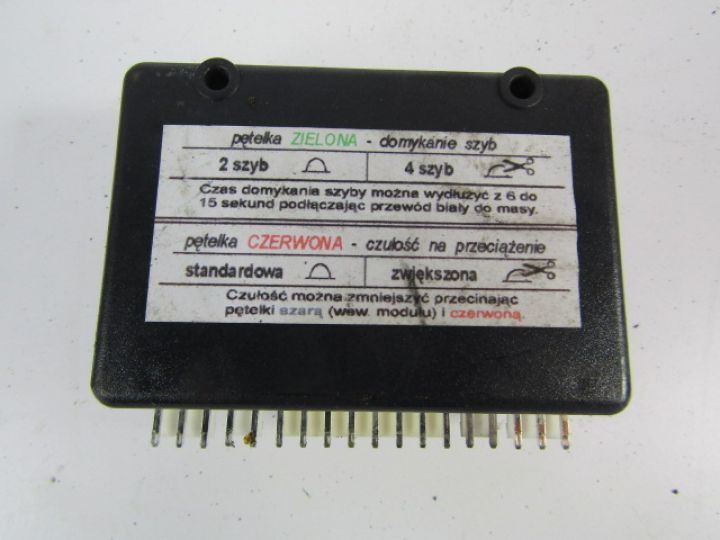 pętelka ZIELONA - domykanie szyb
2 szyb 4 szyb
Czas domykania szyby można wydłużyć z 6 do
15 sekund podłączając przewód biały do masy.
pętelka CZERWONA - czułość na przeciążenie
standardowa zwiększona
Czułość można zmniejszyć przecinając
pętelki szarą (wew. modułu) i czerwoną.